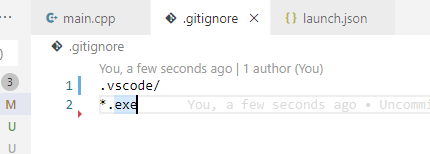 main.cpp
.gitignore
launch.json
.gitignore
3
You, a few seconds ago | 1 author (You)
1 .vscode/
M
2 *.exe You, a few seconds ago • Uncommi
U
U